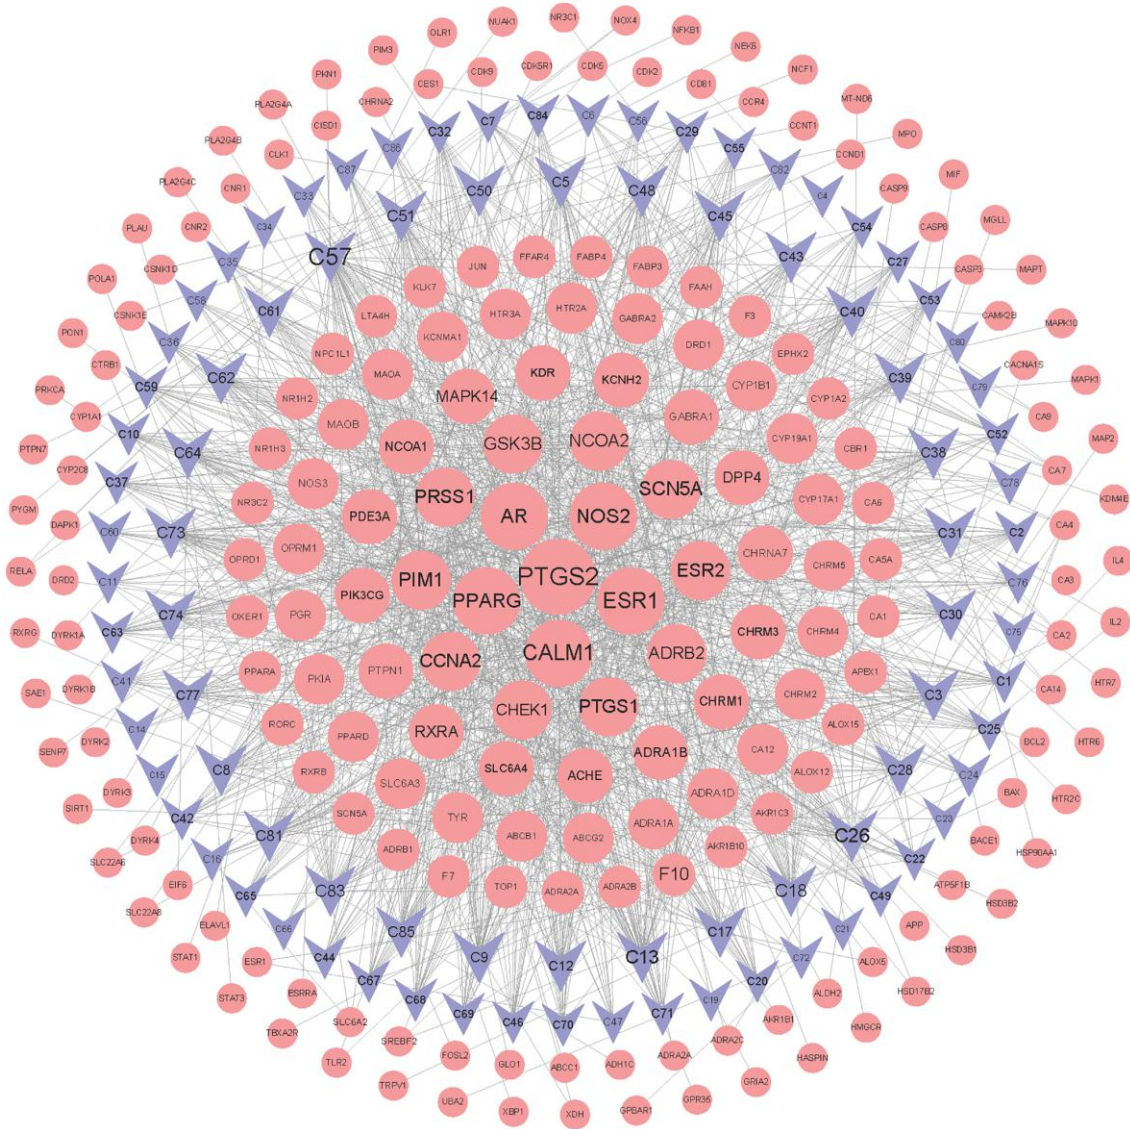 NR3C1
NOX4
NUAK1
OLR1
NFKB1
PIM3
NEK6
CDK9
CDK5R1
CDK5
CDK2
NCF1
PKN1
CES1
CDB1
MT-ND6
PLA2G4A
CHRNA2
CCR4
CISD1
C7
C84
C6
C56
MPO
C32
C29
CCNT1
PLA2G4B
CLK1
C86
C55
CCND1
MIF
C87
C82
PLA2G4C
CNR1
C33
C50
C5
C48
C4
CASP9
MGLL
PLAU
CNR2
C34
C51
C45
C54
CASP8
C57
C43
C27
MAPT
POLA1
CSNK1D
C35
JUN
FFAR4
FABP4
FABP3
CASP3
KLK7
FAAH
C58
C53
MAPK10
PON1
CSNK1E
C61
LTA4H
HTR3A
HTR2A
GABRA2
F3
C40
CAMK2B
KCNMA1
C36
C80
CACNA1S
CTRB1
NPC1L1
DRD1
EPHX2
PRKCA
C59
C62
MAOA
KDR
KCNH2
C39
C79
MAPK1
CYP1A1
NR1H2
MAPK14
CYP1B1
CYP1A2
CA9
PTPN7
C10
MAOB
NCOA1
GSK3B
NCOA2
GABRA1
CYP19A1
C52
MAP2
CYP2C8
C64
NR1H3
CBR1
C38
CA7
PYGM
C37
NOS3
PRSS1
SCN5A
DPP4
C78
KDM4E
DAPK1
NR3C2
PDE3A
AR
NOS2
CYP17A1
CA6
CA4
C60
C73
C31
C2
RELA
OPRD1
OPRM1
CHRNA7
CHRM5
CA5A
IL4
DRD2
C11
PIM1
PTGS2
ESR2
C76
CA3
PIK3CG
PPARG
ESR1
RXRG
DYRK1A
C63
C74
OXER1
PGR
CHRM3
CHRM4
CA1
C30
C75
CA2
IL2
SAE1
C41
PPARA
PTPN1
CCNA2
CALM1
ADRB2
APEX1
PKIA
C1
HTR7
DYRK1B
C77
CHRM1
CHRM2
C3
CA14
SENP7
DYRK2
C14
RORC
CHEK1
PTGS1
ALOX15
C25
BCL2
HTR6
PPARD
RXRA
ADRA1B
CA12
SIRT1
DYRK3
C15
C8
RXRB
SLC6A4
ACHE
ALOX12
C28
C24
HTR2C
SLC6A3
ADRA1D
BAX
C42
SCN5A
AKR1C3
C23
TYR
ADRA1A
SLC22A6
DYRK4
C81
ABCB1
ABCG2
C26
BACE1
HSP90AA1
ADRB1
AKR1B10
C16
C22
EIF6
F7
F10
ATP5F1B
SLC22A8
C65
C83
TOP1
ADRA2A
ADRA2B
C18
C49
HSD3B2
ELAVL1
C66
C85
C17
C21
APP
STAT1
ESR1
C44
C9
C12
C13
C72
ALOX5
HSD3B1
STAT3
ESRRA
C67
C20
ALDH2
HSD17B2
C68
C69
C46
C70
C47
C71
C19
TBXA2R
SLC6A2
AKR1B1
HMGCR
SREBF2
ADRA2C
TLR2
FOSL2
GLO1
ABCC1
ADH1C
ADRA2A
HASPIN
TRPV1
GRIA2
UBA2
GPR35
XBP1
XDH
GPBAR1